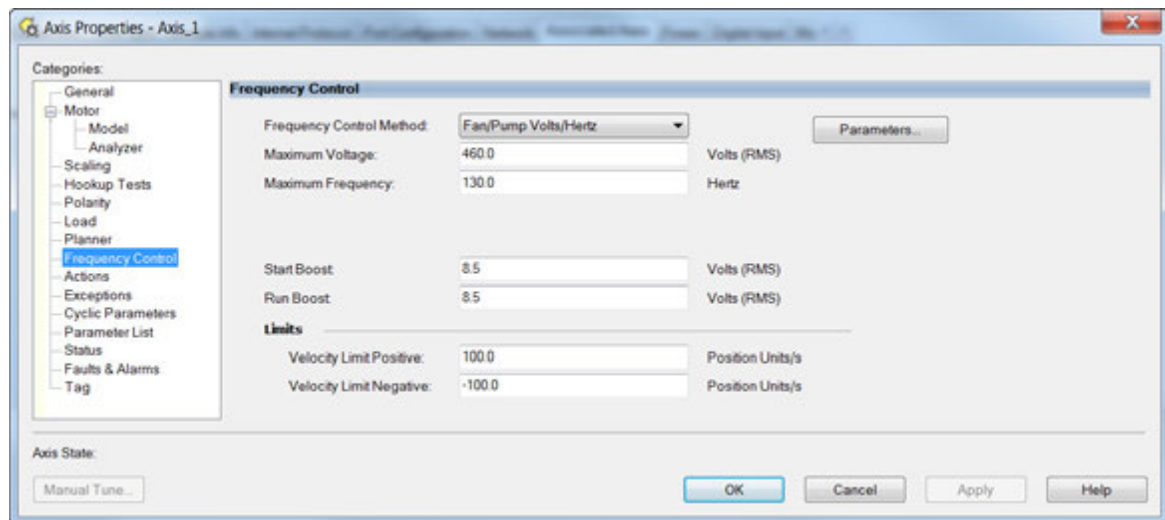 Axis Properties - Axis_1
Categories:
General
Motor
Model
Analyzer
Scaling
Hookup Tests
Polarity
Load
Planner
Frequency Control
Actions
Exceptions
Cyclic Parameters
Parameter List
Status
Faults & Alarms
Tag
Frequency Control
Frequency Control Method: Fan/Pump Volts/Hertz Parameters...
Maximum Voltage: 460.0 Volts (RMS)
Maximum Frequency: 130.0 Hertz
Start Boost: 8.5 Volts (RMS)
Run Boost: 8.5 Volts (RMS)
Limits
Velocity Limit Positive: 100.0 Position Units/s
Velocity Limit Negative: -100.0 Position Units/s
Axis State:
Manual Tune... OK Cancel Apply Help